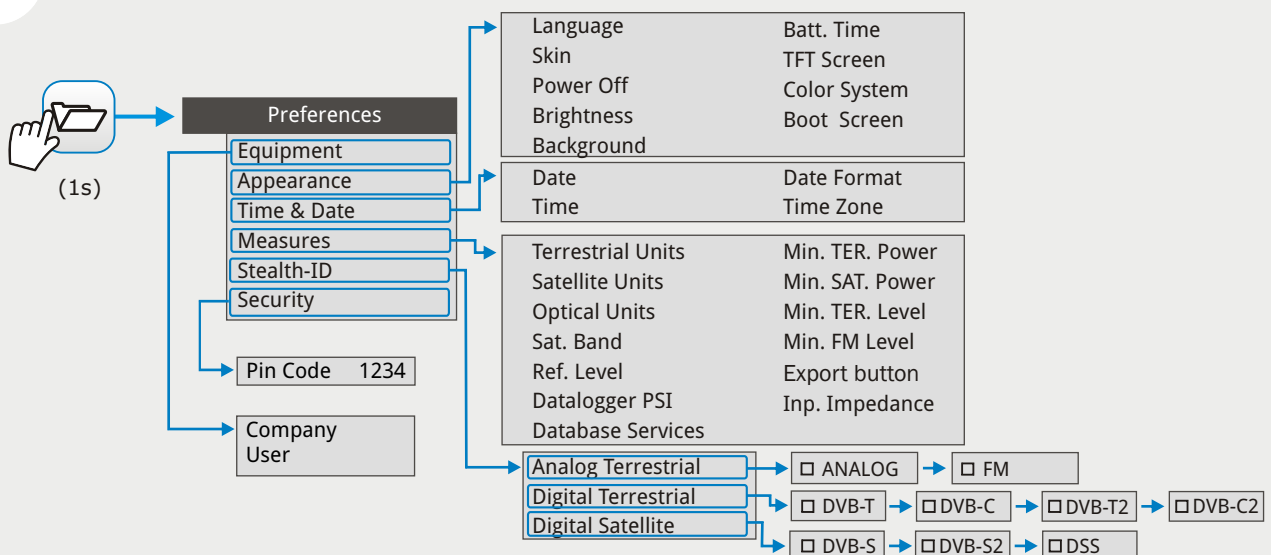 (1s)
Preferences
Equipment
Appearance
Time & Date
Measures
Stealth-ID
Security
Pin Code 1234
Company
User
Language
Skin
Power Off
Brightness
Background
Batt. Time
TFT Screen
Color System
Boot Screen
Date
Time
Date Format
Time Zone
Terrestrial Units
Satellite Units
Optical Units
Sat. Band
Ref. Level
Datalogger PSI
Database Services
Min. TER. Power
Min. SAT. Power
Min. TER. Level
Min. FM Level
Export button
Inp. Impedance
Analog Terrestrial
ANALOG
FM
Digital Terrestrial
DVB-T
DVB-C
DVB-T2
DVB-C2
Digital Satellite
DVB-S
DVB-S2
DSS